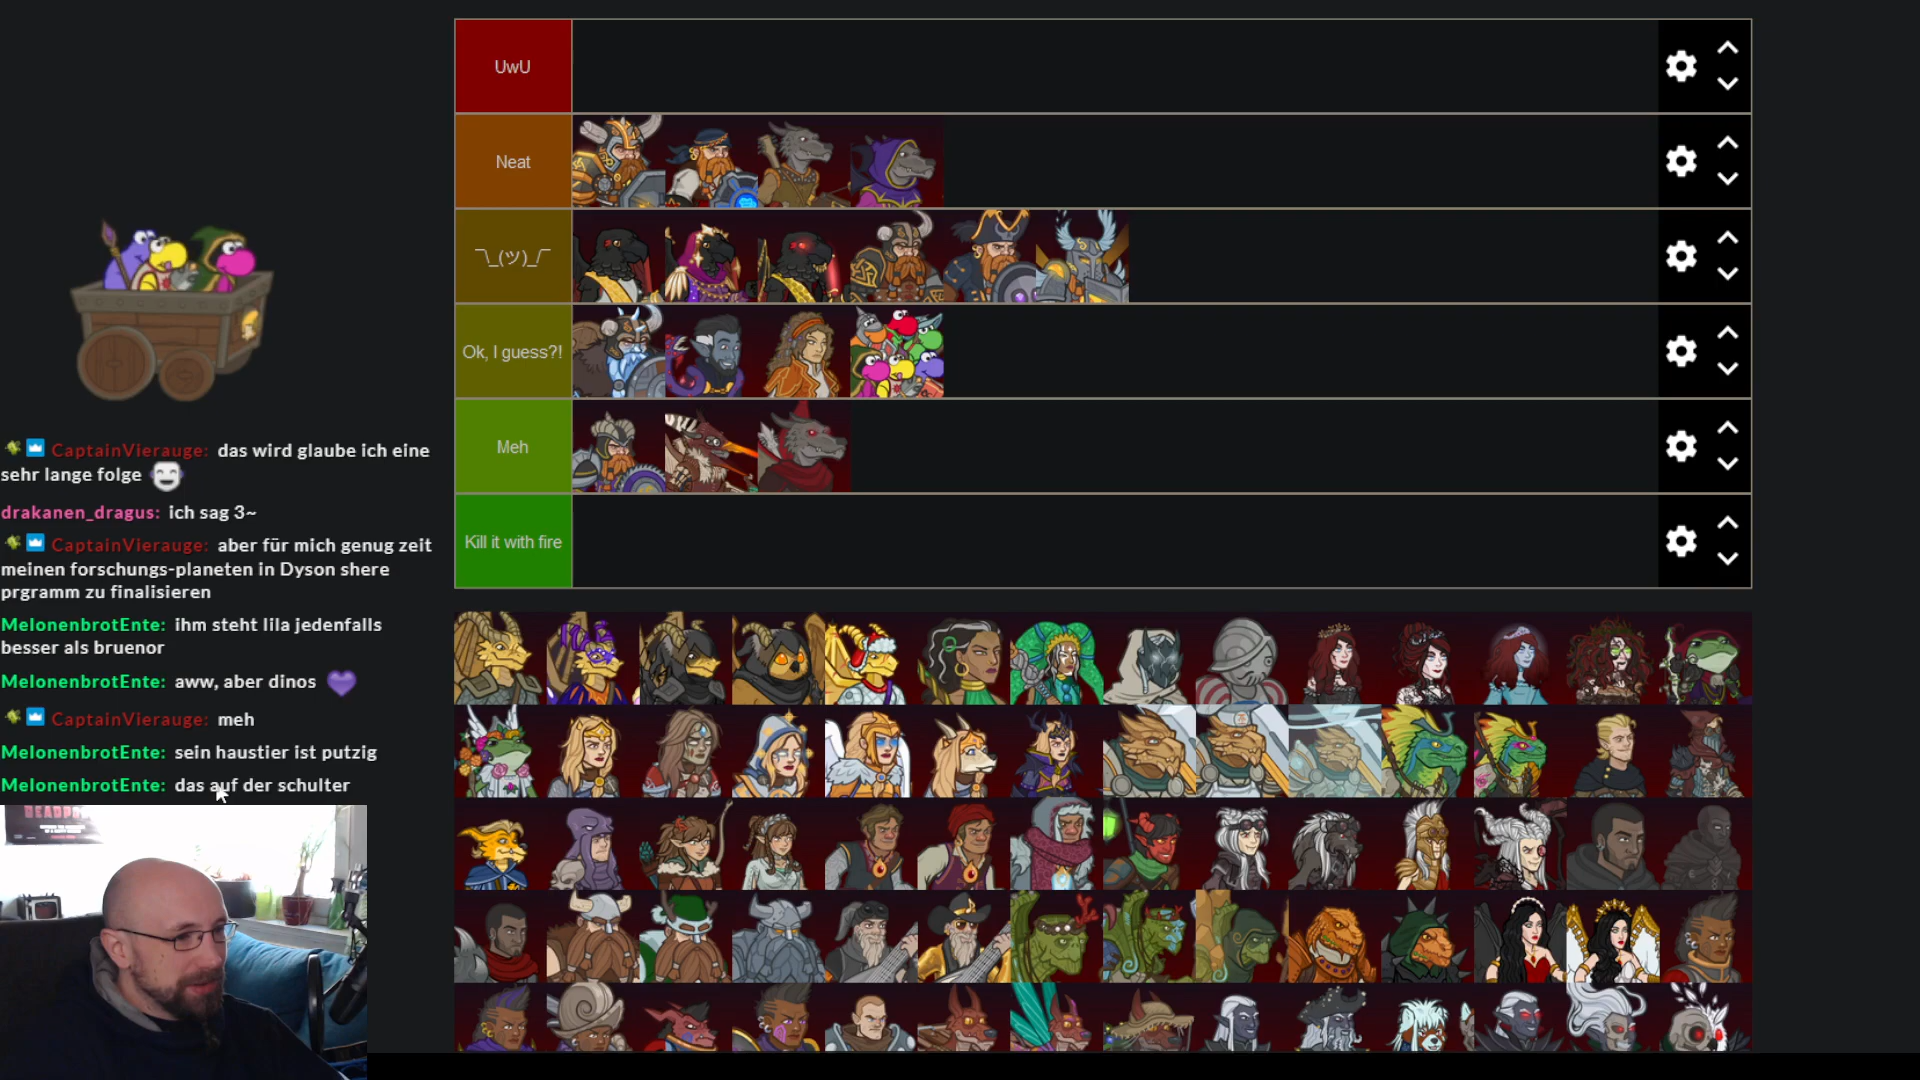 UwU
Neat
¯\_(ツ)_/¯
Ok, I guess?!
Meh
Kill it with fire
CaptainVierauge: das wird glaube ich eine
sehr lange folge
drakanen_dragus: ich sag 3~
CaptainVierauge: aber für mich genug zeit
meinen forschungs-planeten in Dyson shere
prgramm zu finalisieren
MelonenbrotEnte: ihm steht lila jedenfalls
besser als bruenor
MelonenbrotEnte: aww, aber dinos
CaptainVierauge: meh
MelonenbrotEnte: sein haustier ist putzig
MelonenbrotEnte: das auf der schulter